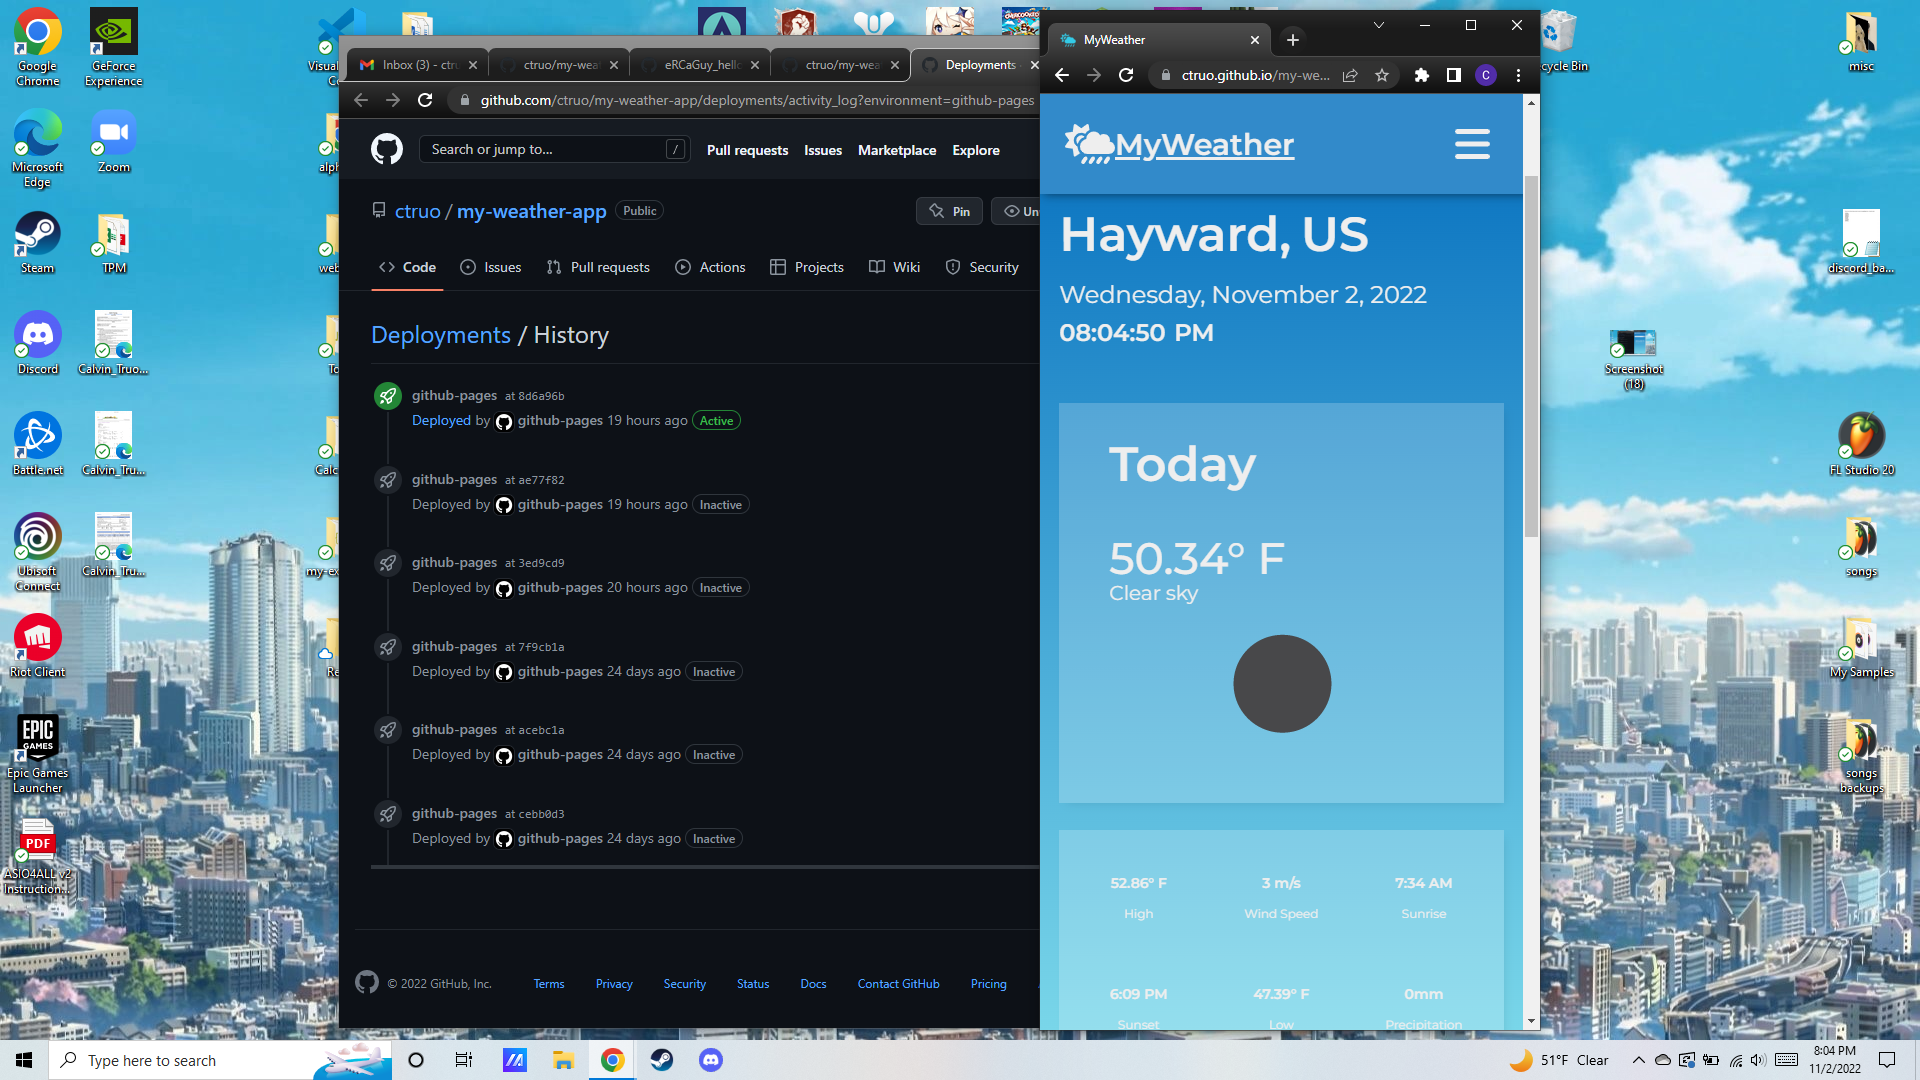 Google Chrome
GeForce Experience
Microsoft Edge
Zoom
Steam
TPM
Discord
Calvin_Truo...
Battle.net
Calvin_Tru...
Ubisoft Connect
Calvin_Tru...
Riot Client
EPIC GAMES
Epic Games Launcher
PDF
ASIO4ALL v2 Instruction...
Inbox (3) - ctru
ctruo/my-wea
eRCaGuy_hell
ctruo/my-wea
Deployments
github.com/ctruo/my-weather-app/deployments/activity_log?environment=github-pages
Search or jump to...
/
Pull requests
Issues
Marketplace
Explore
ctruo / my-weather-app
Public
Pin
Un
Code
Issues
Pull requests
Actions
Projects
Wiki
Security
Deployments / History
github-pages at 8d6a96b
Deployed by github-pages 19 hours ago Active
github-pages at ae77f82
Deployed by github-pages 19 hours ago Inactive
github-pages at 3ed9cd9
Deployed by github-pages 20 hours ago Inactive
github-pages at 7f9cb1a
Deployed by github-pages 24 days ago Inactive
github-pages at acebc1a
Deployed by github-pages 24 days ago Inactive
github-pages at cebb0d3
Deployed by github-pages 24 days ago Inactive
© 2022 GitHub, Inc.
Terms
Privacy
Security
Status
Docs
Contact GitHub
Pricing
MyWeather
ctruo.github.io/my-we...
C
MyWeather
Hayward, US
Wednesday, November 2, 2022
08:04:50 PM
Today
50.34° F
Clear sky
52.86° F
3 m/s
7:34 AM
High
Wind Speed
Sunrise
6:09 PM
47.39° F
0mm
Sunset
Low
Precipitation
cycle Bin
misc
discord_ba...
Screenshot (18)
FL Studio 20
songs
My Samples
songs backups
Type here to search
51°F Clear
8:04 PM
11/2/2022